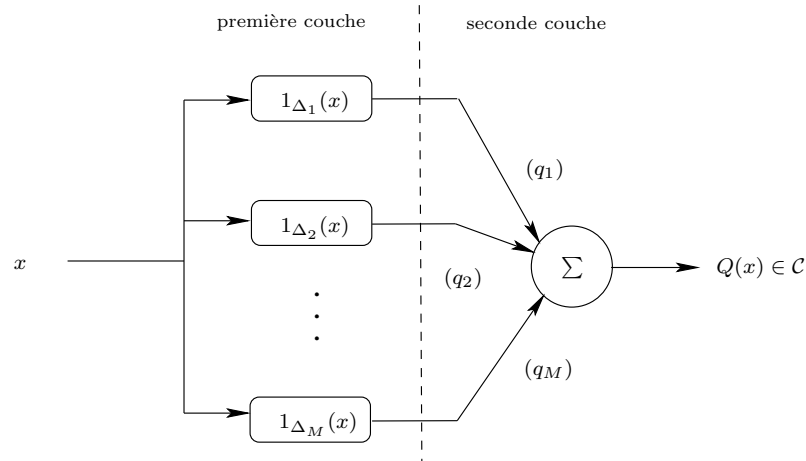 première couche
seconde couche
1_{Δ_1}(x)
(q_1)
1_{Δ_2}(x)
x
(q_2)
∑
Q(x) ∈ 𝒞
(q_M)
1_{Δ_M}(x)